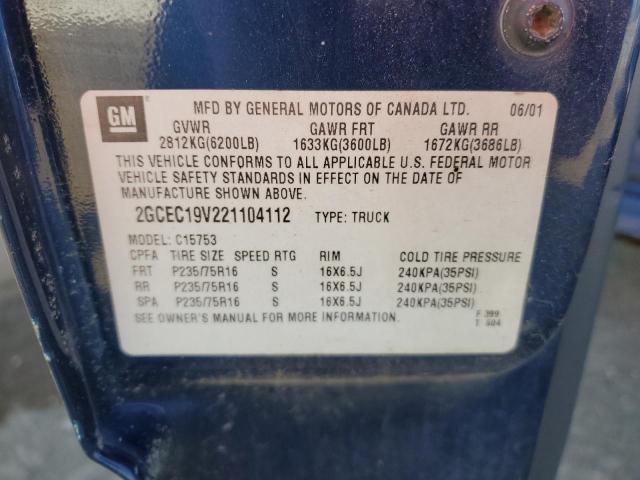 GM
MFD BY GENERAL MOTORS OF CANADA LTD. 06/01
GVWR GAWR FRT GAWR RR
2812KG(6200LB) 1633KG(3600LB) 1672KG(3686LB)
THIS VEHICLE CONFORMS TO ALL APPLICABLE U.S. FEDERAL MOTOR
VEHICLE SAFETY STANDARDS IN EFFECT ON THE DATE OF
MANUFACTURE SHOWN ABOVE.
2GCEC19V221104112 TYPE: TRUCK
MODEL: C15753
CPFA TIRE SIZE SPEED RTG RIM COLD TIRE PRESSURE
FRT P235/75R16 S 16X6.5J 240KPA(35PSI)
RR P235/75R16 S 16X6.5J 240KPA(35PSI)
SPA P235/75R16 S 16X6.5J 240KPA(35PSI)
SEE OWNER'S MANUAL FOR MORE INFORMATION.
F 399
T 504